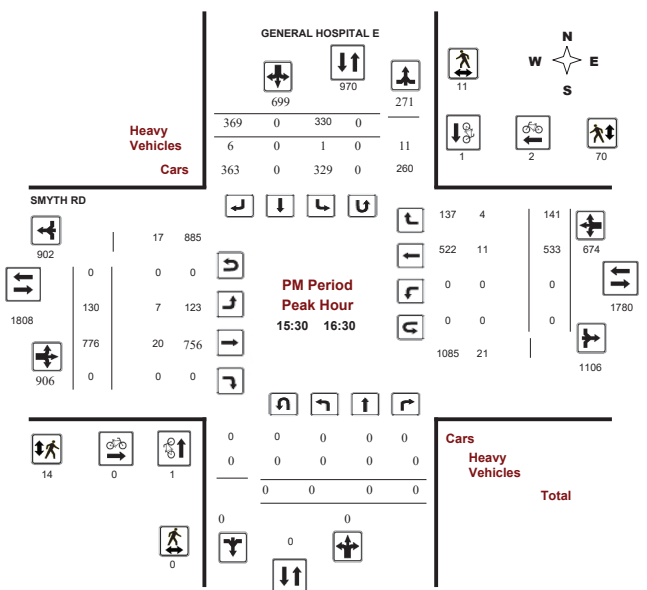 GENERAL HOSPITAL E
N
W E
S
970
699 271
11
369 0 330 0
Heavy
Vehicles
6 0 1 0 11
Cars
363 0 329 0 260
1 2 70
SMYTH RD
902
17 885
137 4 141
674
522 11 533
0 0 0
PM Period
Peak Hour
15:30 16:30
0 0 0
1808
130 7 123
1780
0 0 0
776 20 756
906
0 0 0
1085 21
1106
0 0 0 0 0
Cars
0 0 0 0 0
Heavy
Vehicles
14 0 1
0 0 0 0
Total
0 0
0
0